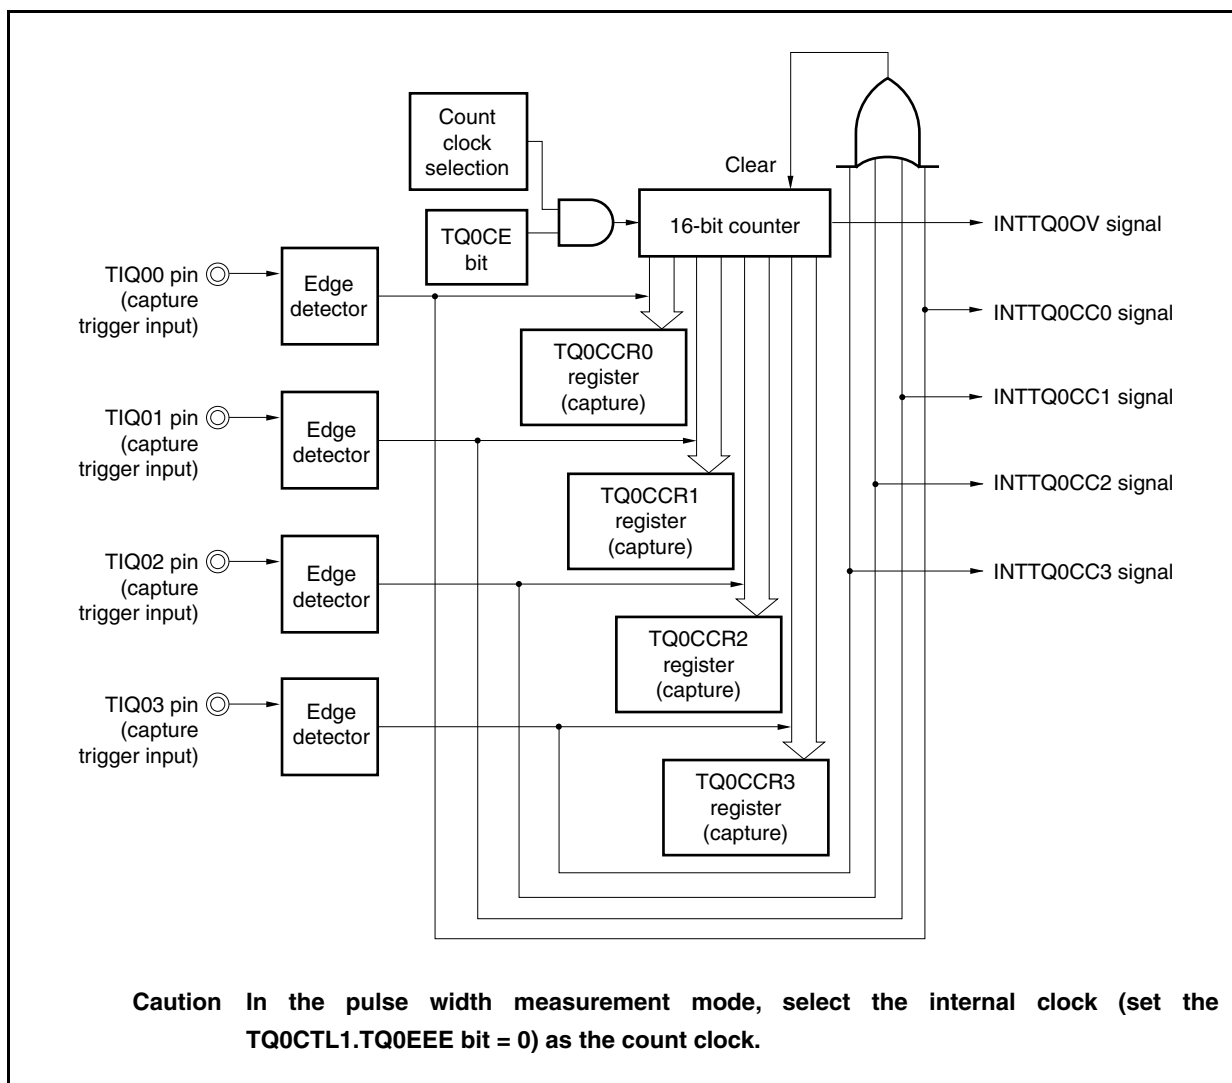 Count
clock
selection
Clear
TQ0CE
bit
16-bit counter
INTTQ0OV signal
TIQ00 pin
(capture
trigger input)
Edge
detector
INTTQ0CC0 signal
TQ0CCR0
register
(capture)
TIQ01 pin
(capture
trigger input)
Edge
detector
INTTQ0CC1 signal
TQ0CCR1
register
(capture)
INTTQ0CC2 signal
TIQ02 pin
(capture
trigger input)
Edge
detector
INTTQ0CC3 signal
TQ0CCR2
register
(capture)
TIQ03 pin
(capture
trigger input)
Edge
detector
TQ0CCR3
register
(capture)
Caution In the pulse width measurement mode, select the internal clock (set the
TQ0CTL1.TQ0EEE bit = 0) as the count clock.